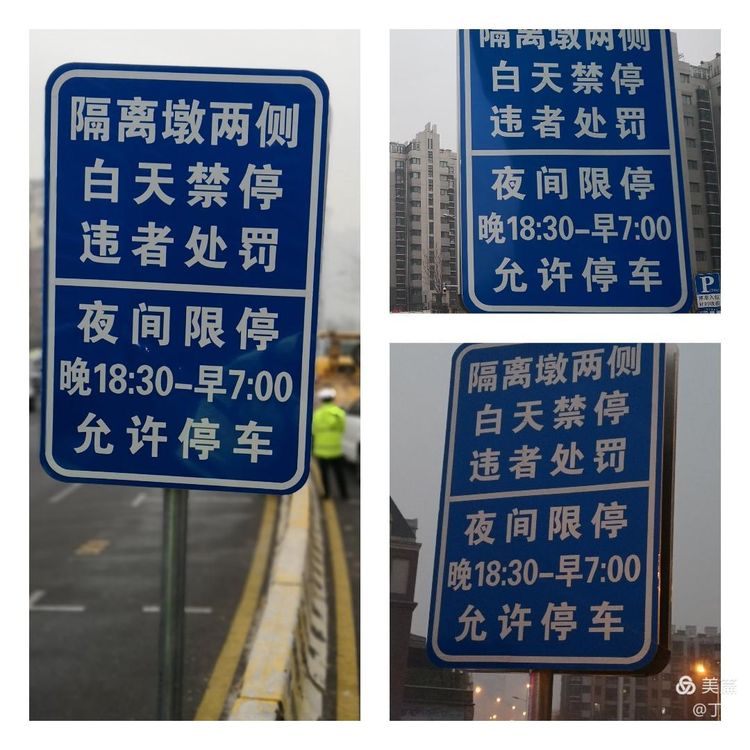 隔离墩两侧
白天禁停
违者处罚
夜间限停
晚18:30-早7:00
允许停车
隔离墩两侧
白天禁停
违者处罚
夜间限停
晚18:30-早7:00
允许停车
P
隔离墩两侧
白天禁停
违者处罚
夜间限停
晚18:30-早7:00
允许停车
美篇
@丁